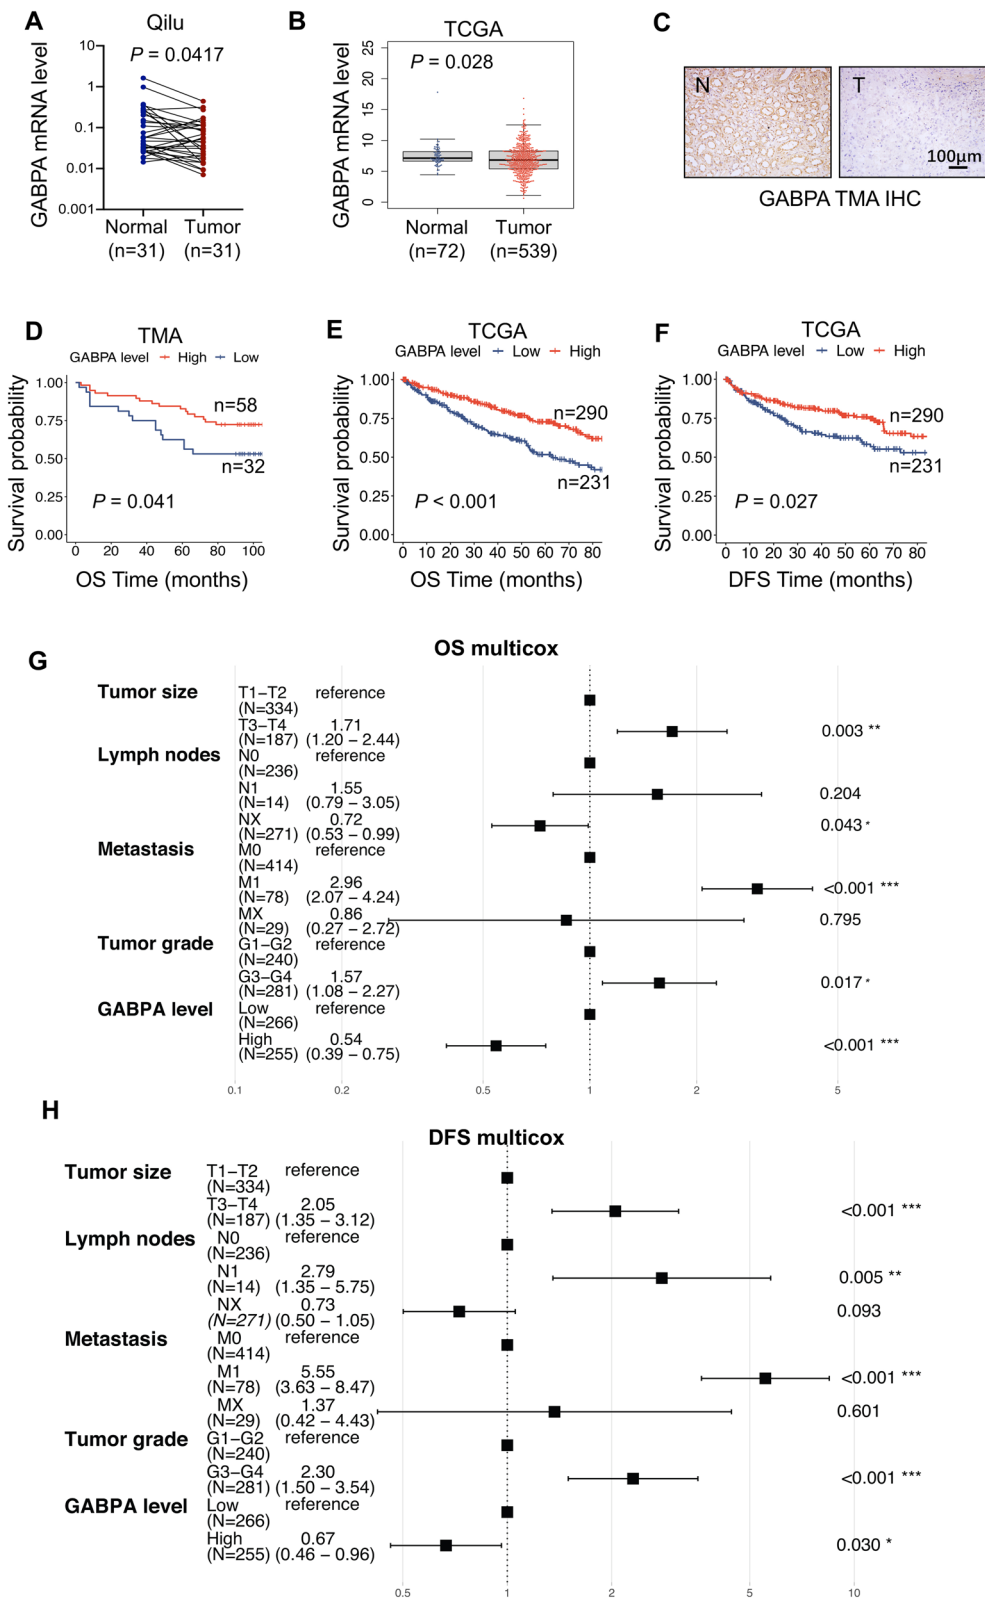 A
Qilu
GABPA mRNA level
P = 0.0417
10
1
0.1
0.01
0.001
Normal
(n=31)
Tumor
(n=31)
B
TCGA
GABPA mRNA level
P = 0.028
25
20
15
10
5
0
Normal
(n=72)
Tumor
(n=539)
C
N
T
100μm
GABPA TMA IHC
D
TMA
GABPA level High Low
Survival probability
1.00
0.75
0.50
0.25
0.00
n=58
n=32
P = 0.041
0 20 40 60 80 100
OS Time (months)
E
TCGA
GABPA level Low High
Survival probability
1.00
0.75
0.50
0.25
0.00
n=290
n=231
P < 0.001
0 10 20 30 40 50 60 70 80
OS Time (months)
F
TCGA
GABPA level Low High
Survival probability
1.00
0.75
0.50
0.25
0.00
n=290
n=231
P = 0.027
0 10 20 30 40 50 60 70 80
DFS Time (months)
G
OS multicox
Tumor size T1–T2 reference
(N=334)
T3–T4 1.71 0.003 **
(N=187) (1.20 – 2.44)
Lymph nodes N0 reference
(N=236)
N1 1.55 0.204
(N=14) (0.79 – 3.05)
NX 0.72 0.043 *
(N=271) (0.53 – 0.99)
Metastasis M0 reference
(N=414)
M1 2.96 <0.001 ***
(N=78) (2.07 – 4.24)
MX 0.86 0.795
(N=29) (0.27 – 2.72)
Tumor grade G1–G2 reference
(N=240)
G3–G4 1.57 0.017 *
(N=281) (1.08 – 2.27)
GABPA level Low reference
(N=266)
High 0.54 <0.001 ***
(N=255) (0.39 – 0.75)
0.1 0.2 0.5 1 2 5
H
DFS multicox
Tumor size T1–T2 reference
(N=334)
T3–T4 2.05 <0.001 ***
(N=187) (1.35 – 3.12)
Lymph nodes N0 reference
(N=236)
N1 2.79 0.005 **
(N=14) (1.35 – 5.75)
NX 0.73 0.093
(N=271) (0.50 – 1.05)
Metastasis M0 reference
(N=414)
M1 5.55 <0.001 ***
(N=78) (3.63 – 8.47)
MX 1.37 0.601
(N=29) (0.42 – 4.43)
Tumor grade G1–G2 reference
(N=240)
G3–G4 2.30 <0.001 ***
(N=281) (1.50 – 3.54)
GABPA level Low reference
(N=266)
High 0.67 0.030 *
(N=255) (0.46 – 0.96)
0.5 1 2 5 10